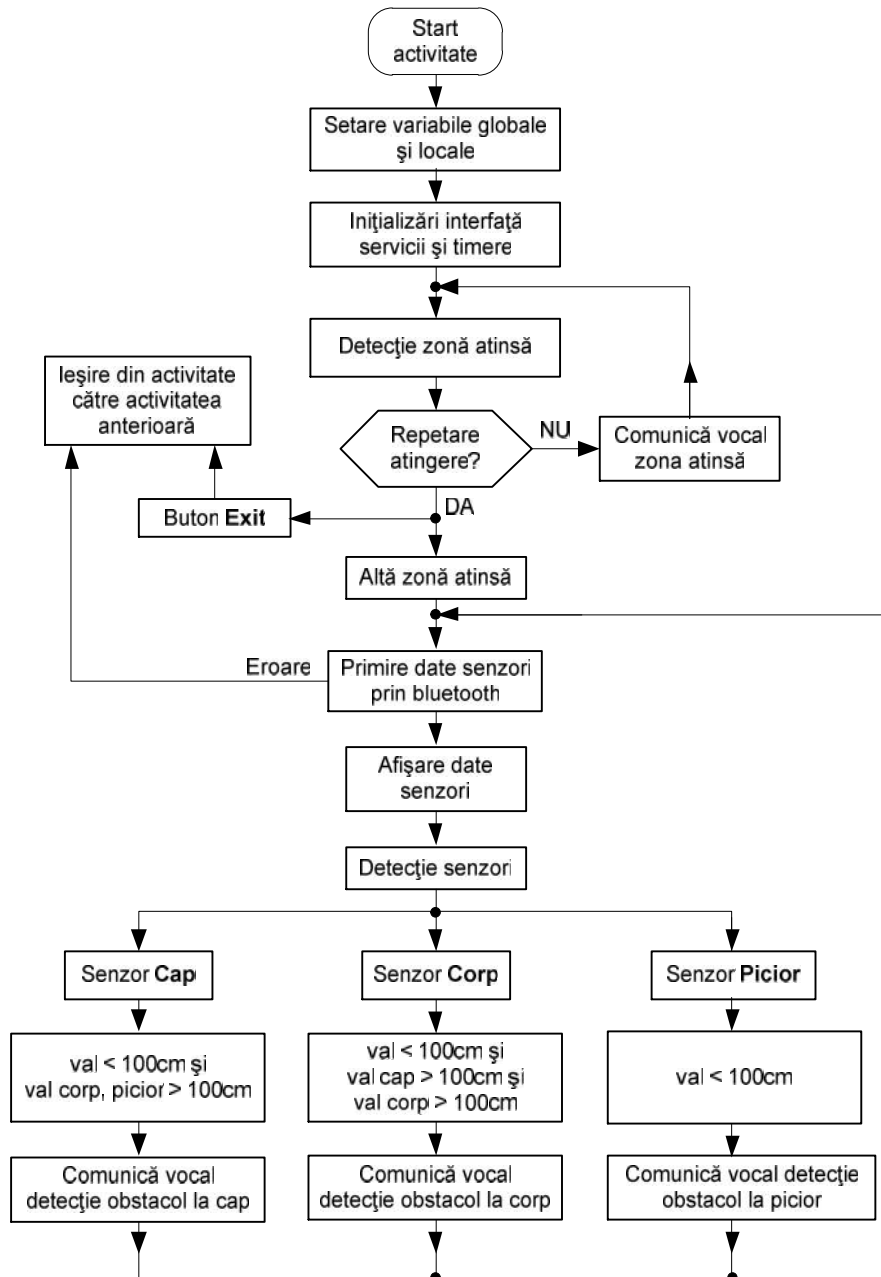 Start
activitate
Setare variabile globale
şi locale
Iniţializări interfaţă
servicii şi timere
Detecţie zonă atinsă
Ieşire din activitate
către activitatea
anterioară
Repetare
atingere?
NU
Comunică vocal
zona atinsă
DA
Buton Exit
Altă zonă atinsă
Eroare
Primire date senzori
prin bluetooth
Afişare date
senzori
Detecţie senzori
Senzor Cap
Senzor Corp
Senzor Picior
val < 100cm şi
val corp, picior > 100cm
val < 100cm şi
val cap > 100cm şi
val corp > 100cm
val < 100cm
Comunică vocal
detecţie obstacol la cap
Comunică vocal
detecţie obstacol la corp
Comunică vocal detecţie
obstacol la picior